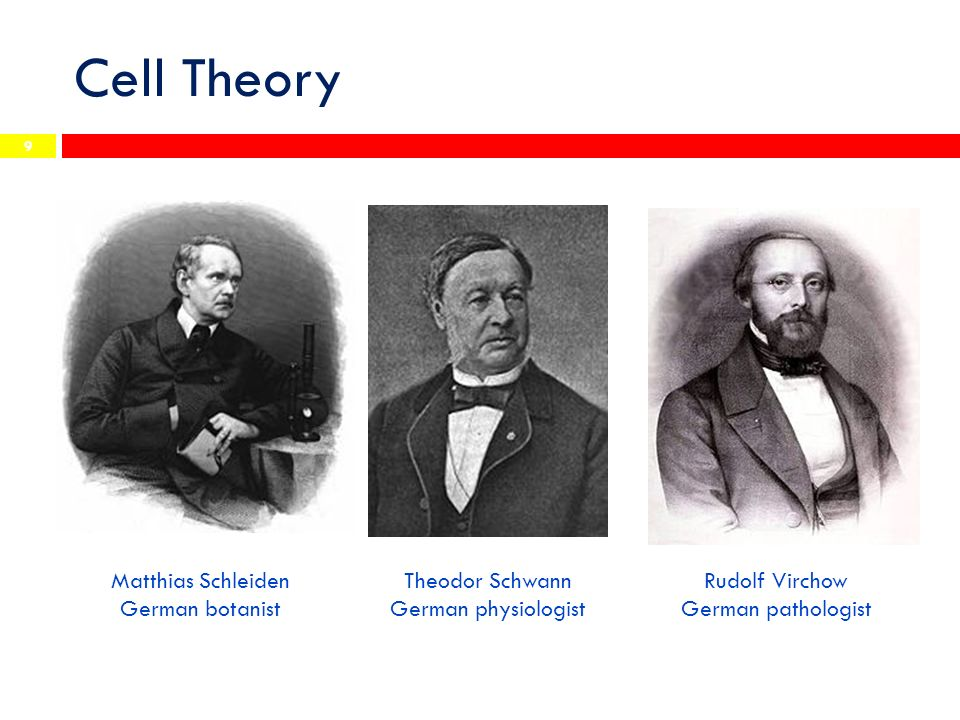 Cell Theory
9
Matthias Schleiden
German botanist
Theodor Schwann
German physiologist
Rudolf Virchow
German pathologist